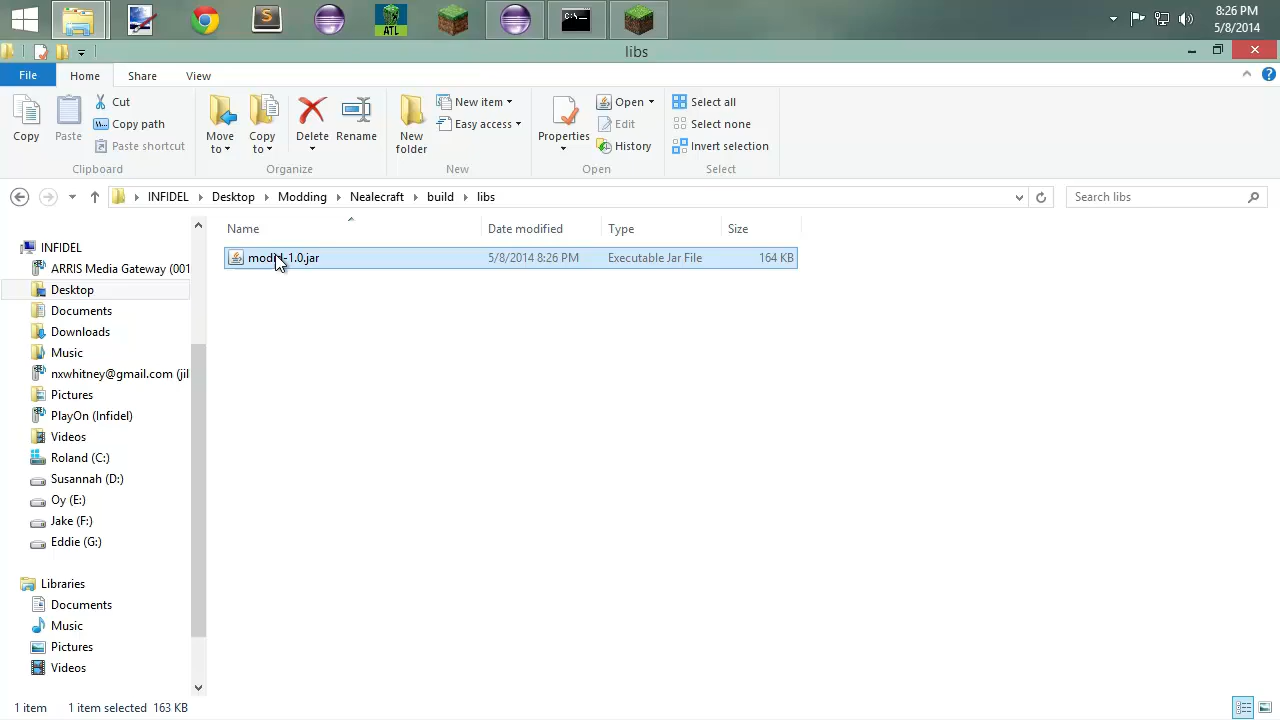 ATL
C:\.
8:26 PM
5/8/2014
libs
File Home Share View
Copy
Paste
Cut
Copy path
Paste shortcut
Clipboard
Move to
Copy to
Delete
Rename
Organize
New folder
New item
Easy access
New
Properties
Open
Edit
History
Open
Select all
Select none
Invert selection
Select
INFIDEL Desktop Modding Nealecraft build libs
Search libs
Name Date modified Type Size
5/8/2014 8:26 PM Executable Jar File 164 KB
INFIDEL
ARRIS Media Gateway (001
Desktop
Documents
Downloads
Music
nxwhitney@gmail.com (jil
Pictures
PlayOn (Infidel)
Videos
Roland (C:)
Susannah (D:)
Oy (E:)
Jake (F:)
Eddie (G:)
Libraries
Documents
Music
Pictures
Videos
1 item 1 item selected 163 KB